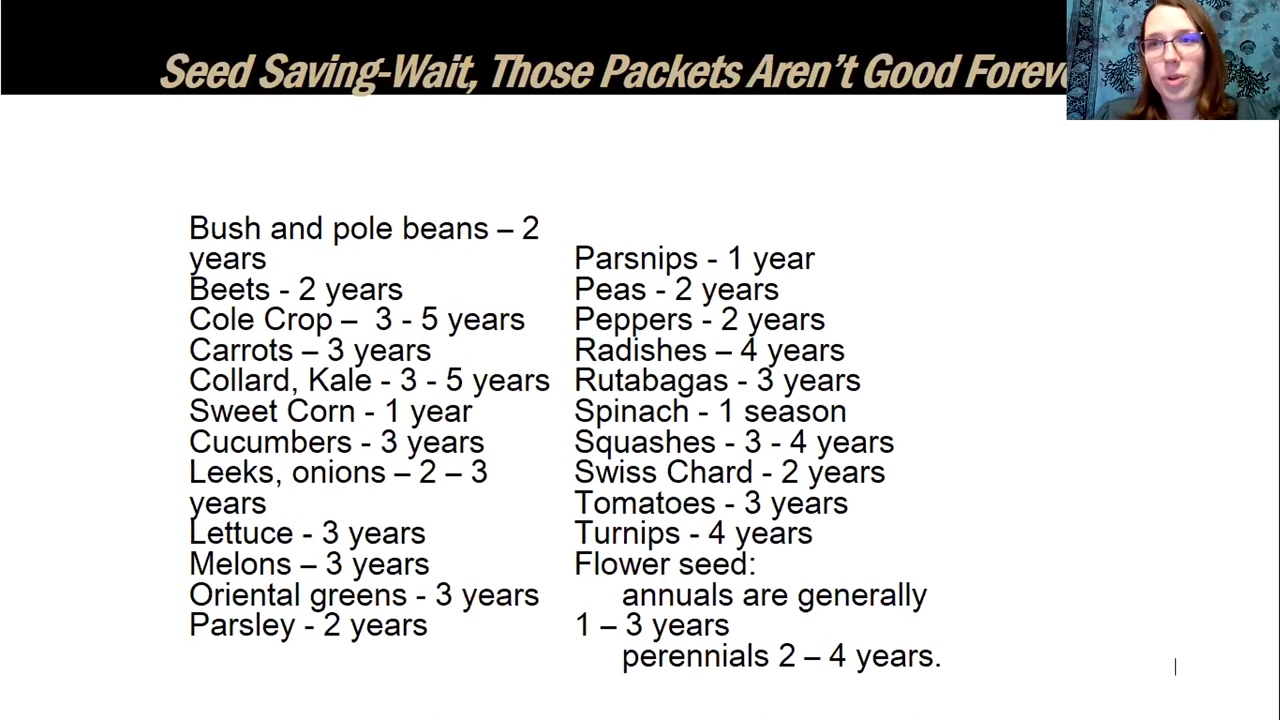 Seed Saving-Wait, Those Packets Aren't Good Foreve
Bush and pole beans – 2
years
Beets - 2 years
Cole Crop – 3 - 5 years
Carrots – 3 years
Collard, Kale - 3 - 5 years
Sweet Corn - 1 year
Cucumbers - 3 years
Leeks, onions – 2 – 3
years
Lettuce - 3 years
Melons – 3 years
Oriental greens - 3 years
Parsley - 2 years
Parsnips - 1 year
Peas - 2 years
Peppers - 2 years
Radishes – 4 years
Rutabagas - 3 years
Spinach - 1 season
Squashes - 3 - 4 years
Swiss Chard - 2 years
Tomatoes - 3 years
Turnips - 4 years
Flower seed:
annuals are generally
1 – 3 years
perennials 2 – 4 years.